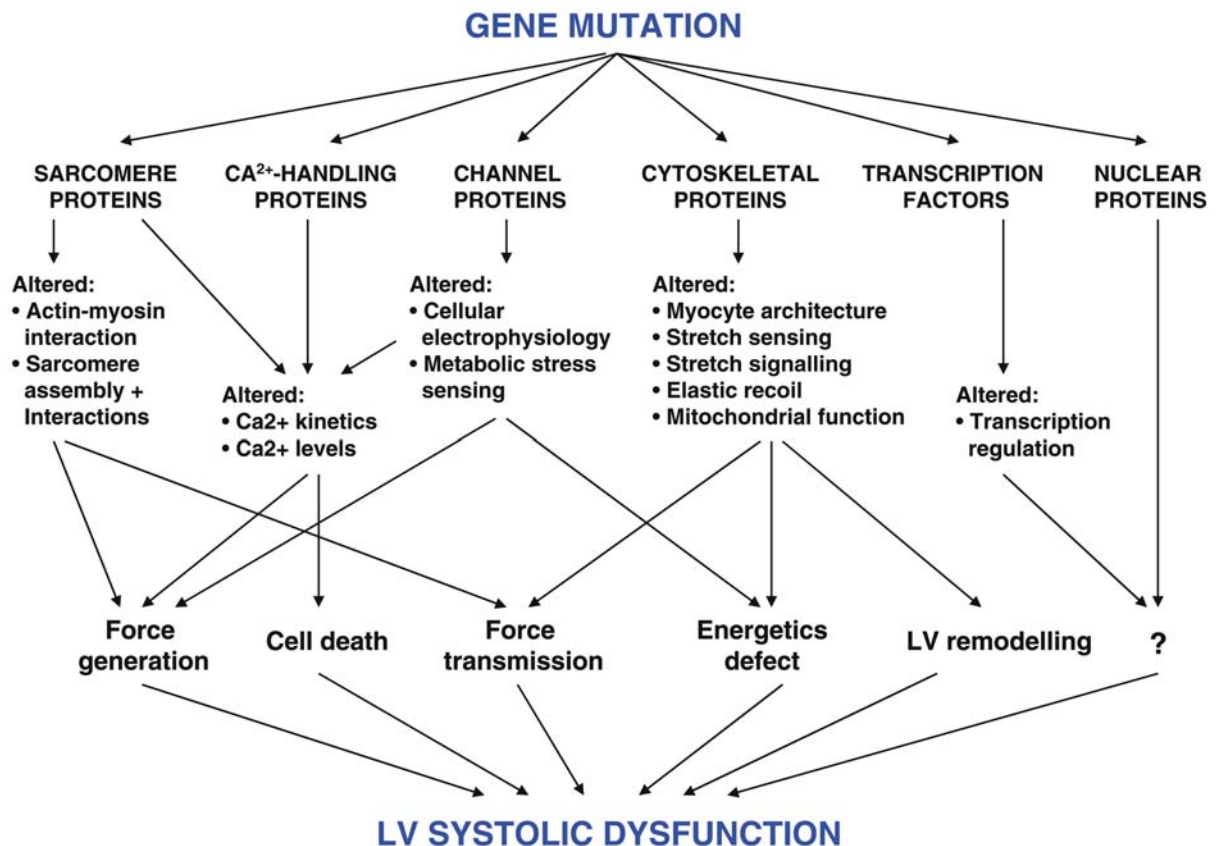 GENE MUTATION
SARCOMERE
PROTEINS
CA²⁺-HANDLING
PROTEINS
CHANNEL
PROTEINS
CYTOSKELETAL
PROTEINS
TRANSCRIPTION
FACTORS
NUCLEAR
PROTEINS
Altered:
• Actin-myosin
interaction
• Sarcomere
assembly +
Interactions
Altered:
• Ca2+ kinetics
• Ca2+ levels
Altered:
• Cellular
electrophysiology
• Metabolic stress
sensing
Altered:
• Myocyte architecture
• Stretch sensing
• Stretch signalling
• Elastic recoil
• Mitochondrial function
Altered:
• Transcription
regulation
Force
generation
Cell death
Force
transmission
Energetics
defect
LV remodelling
?
LV SYSTOLIC DYSFUNCTION